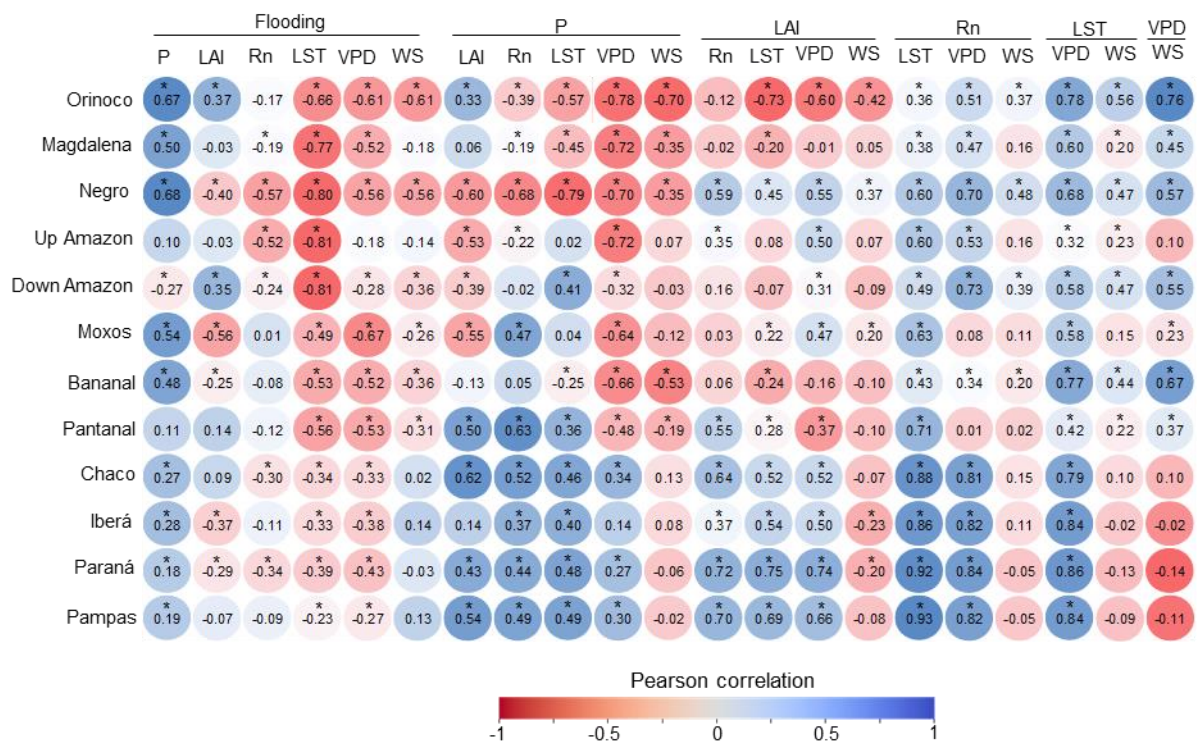 Flooding P LAI Rn LST VPD
P LAI Rn LST VPD WS LAI Rn LST VPD WS Rn LST VPD WS LST VPD WS VPD WS WS
* * * * * * * * * * * * * * * * * * * *
Orinoco 0.67 0.37 -0.17 -0.66 -0.61 -0.61 0.33 -0.39 -0.57 -0.78 -0.70 -0.12 -0.73 -0.60 -0.42 0.36 0.51 0.37 0.78 0.56 0.76
* * * * * * * * * * * * * *
Magdalena 0.50 -0.03 -0.19 -0.77 -0.52 -0.18 0.06 -0.19 -0.45 -0.72 -0.35 -0.02 -0.20 -0.01 0.05 0.38 0.47 0.16 0.60 0.20 0.45
* * * * * * * * * * * * * * * * * * * * *
Negro 0.68 -0.40 -0.57 -0.80 -0.56 -0.56 -0.60 -0.68 -0.79 -0.70 -0.35 0.59 0.45 0.55 0.37 0.60 0.70 0.48 0.68 0.47 0.57
* * * * * * * * * * *
Up Amazon 0.10 -0.03 -0.52 -0.81 -0.18 -0.14 -0.53 -0.22 0.02 -0.72 0.07 0.35 0.08 0.50 0.07 0.60 0.53 0.16 0.32 0.23 0.10
* * * * * * * * * * * * * * * *
Down Amazon -0.27 0.35 -0.24 -0.81 -0.28 -0.36 -0.39 -0.02 0.41 -0.32 -0.03 0.16 -0.07 0.31 -0.09 0.49 0.73 0.39 0.58 0.47 0.55
* * * * * * * * * * * * * *
Moxos 0.54 -0.56 0.01 -0.49 -0.67 -0.26 -0.55 0.47 0.04 -0.64 -0.12 0.03 0.22 0.47 0.20 0.63 0.08 0.11 0.58 0.15 0.23
* * * * * * * * * * * * * * *
Bananal 0.48 -0.25 -0.08 -0.53 -0.52 -0.36 -0.13 0.05 -0.25 -0.66 -0.53 0.06 -0.24 -0.16 -0.10 0.43 0.34 0.20 0.77 0.44 0.67
* * * * * * * * * * * * * * *
Pantanal 0.11 0.14 -0.12 -0.56 -0.53 -0.31 0.50 0.63 0.36 -0.48 -0.19 0.55 0.28 -0.37 -0.10 0.71 0.01 0.02 0.42 0.22 0.37
* * * * * * * * * * * * * *
Chaco 0.27 0.09 -0.30 -0.34 -0.33 0.02 0.62 0.52 0.46 0.34 0.13 0.64 0.52 0.52 -0.07 0.88 0.81 0.15 0.79 0.10 0.10
* * * * * * * * * * * * *
Iberá 0.28 -0.37 -0.11 -0.33 -0.38 0.14 0.14 0.37 0.40 0.14 0.08 0.37 0.54 0.50 -0.23 0.86 0.82 0.11 0.84 -0.02 -0.02
* * * * * * * * * * * * * * * *
Paraná 0.18 -0.29 -0.34 -0.39 -0.43 -0.03 0.43 0.44 0.48 0.27 -0.06 0.72 0.75 0.74 -0.20 0.92 0.84 -0.05 0.86 -0.13 -0.14
* * * * * * * * * * * * *
Pampas 0.19 -0.07 -0.09 -0.23 -0.27 0.13 0.54 0.49 0.49 0.30 -0.02 0.70 0.69 0.66 -0.08 0.93 0.82 -0.05 0.84 -0.09 -0.11
Pearson correlation
-1 -0.5 0 0.5 1